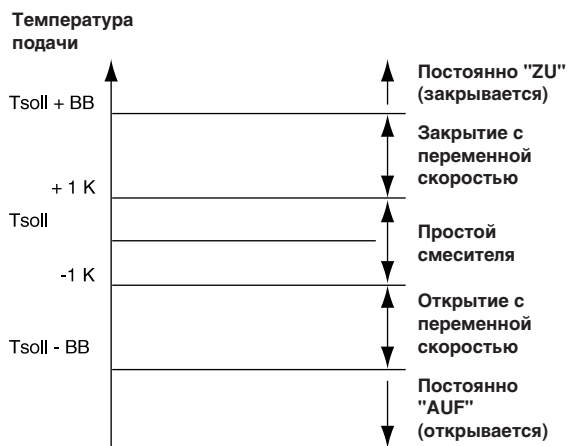 Температура
подачи
Постоянно "ZU"
(закрывается)
Tsoll + BB
Закрытие с
переменной
скоростью
+ 1 K
Tsoll
Простой
смесителя
-1 K
Открытие с
переменной
скоростью
Tsoll - BB
Постоянно
"AUF"
(открывается)